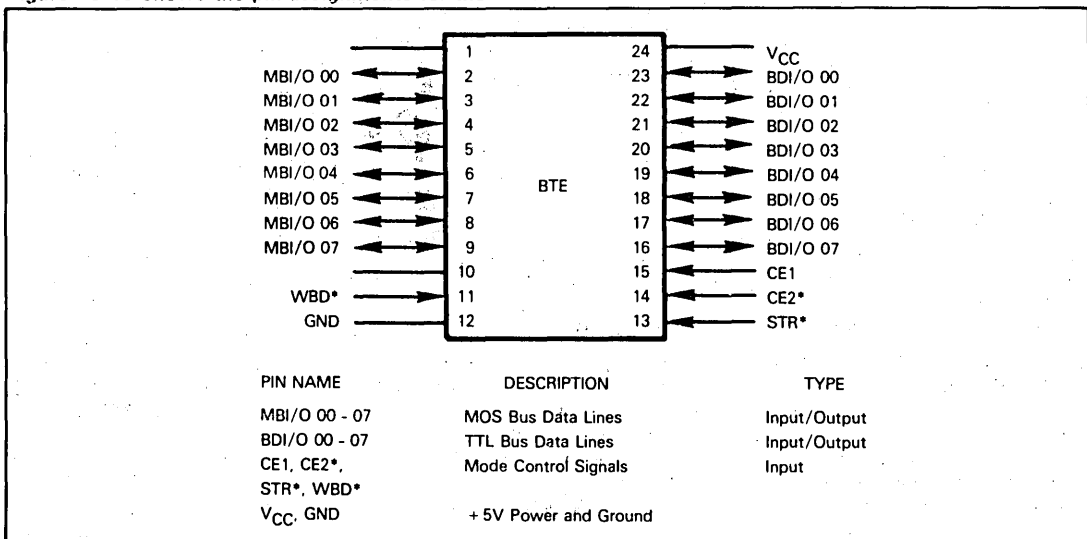 1 24 VCC
MBI/O 00 2 23 BDI/O 00
MBI/O 01 3 22 BDI/O 01
MBI/O 02 4 21 BDI/O 02
MBI/O 03 5 20 BDI/O 03
MBI/O 04 6 19 BDI/O 04
BTE
MBI/O 05 7 18 BDI/O 05
MBI/O 06 8 17 BDI/O 06
MBI/O 07 9 16 BDI/O 07
10 15 CE1
WBD* 11 14 CE2*
GND 12 13 STR*
PIN NAME DESCRIPTION TYPE
MBI/O 00 - 07 MOS Bus Data Lines Input/Output
BDI/O 00 - 07 TTL Bus Data Lines Input/Output
CE1, CE2*, Mode Control Signals Input
STR*, WBD*
VCC, GND +5V Power and Ground